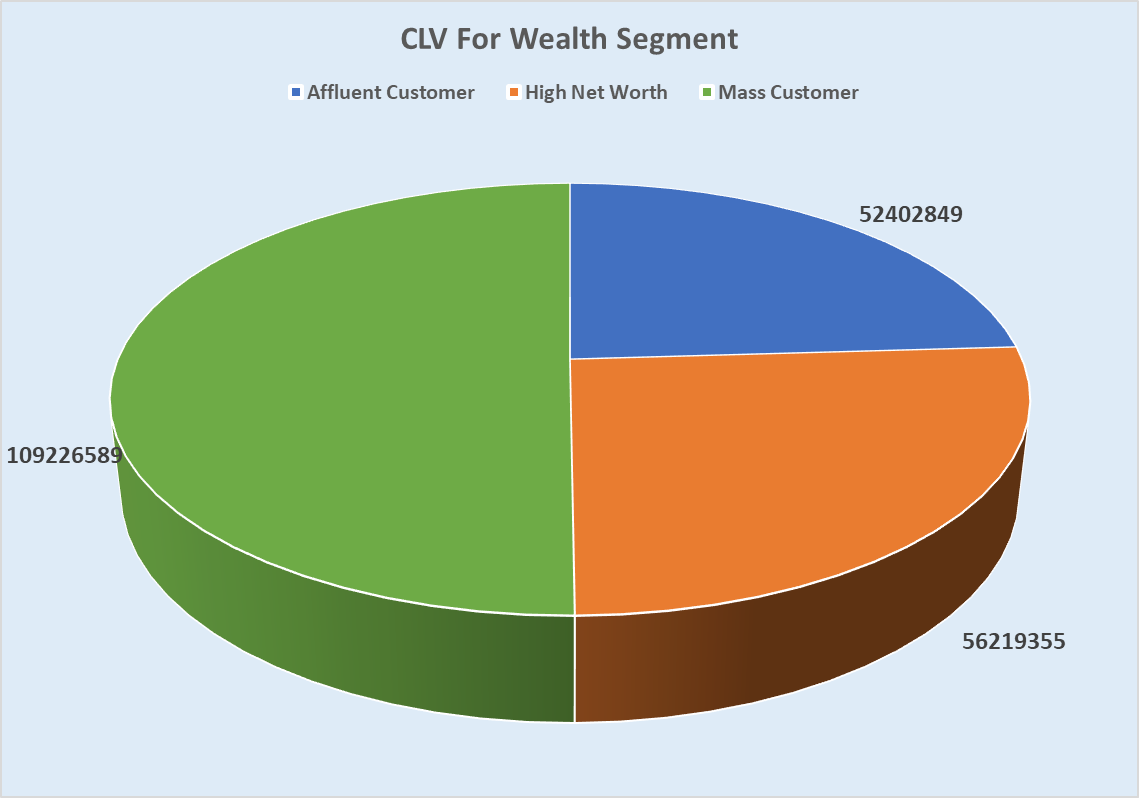 CLV For Wealth Segment
Affluent Customer High Net Worth Mass Customer
52402849
109226589
56219355